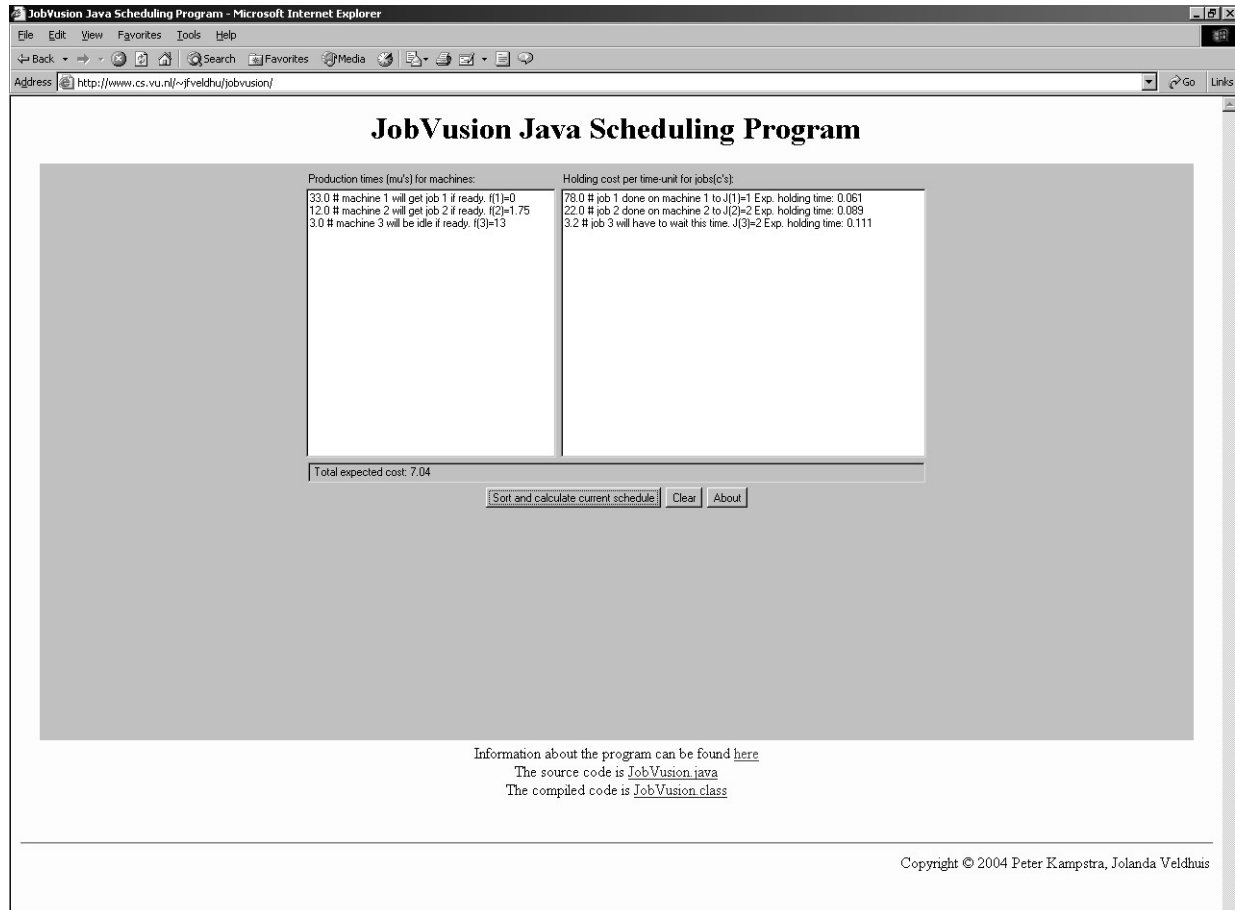 JobVusion Java Scheduling Program - Microsoft Internet Explorer
File Edit View Favorites Tools Help
Back Search Favorites Media
Address http://www.cs.vu.nl/~jfveldhu/jobvusion/ Go Links
JobVusion Java Scheduling Program
Production times (mu's) for machines:
33.0 # machine 1 will get job 1 if ready. f(1)=0
12.0 # machine 2 will get job 2 if ready. f(2)=1.75
3.0 # machine 3 will be idle if ready. f(3)=13
Holding cost per time-unit for jobs(c's):
78.0 # job 1 done on machine 1 to J(1)=1 Exp. holding time: 0.061
22.0 # job 2 done on machine 2 to J(2)=2 Exp. holding time: 0.089
3.2 # job 3 will have to wait this time. J(3)=2 Exp. holding time: 0.111
Total expected cost: 7.04
Sort and calculate current schedule Clear About
Information about the program can be found here
The source code is JobVusion.java
The compiled code is JobVusion.class
Copyright © 2004 Peter Kampstra, Jolanda Veldhuis